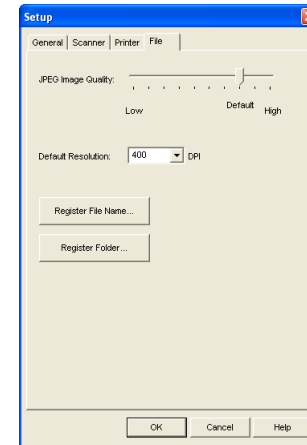 Setup
General Scanner Printer File
JPEG Image Quality:
Low Default High
Default Resolution: 400 DPI
Register File Name...
Register Folder...
OK Cancel Help